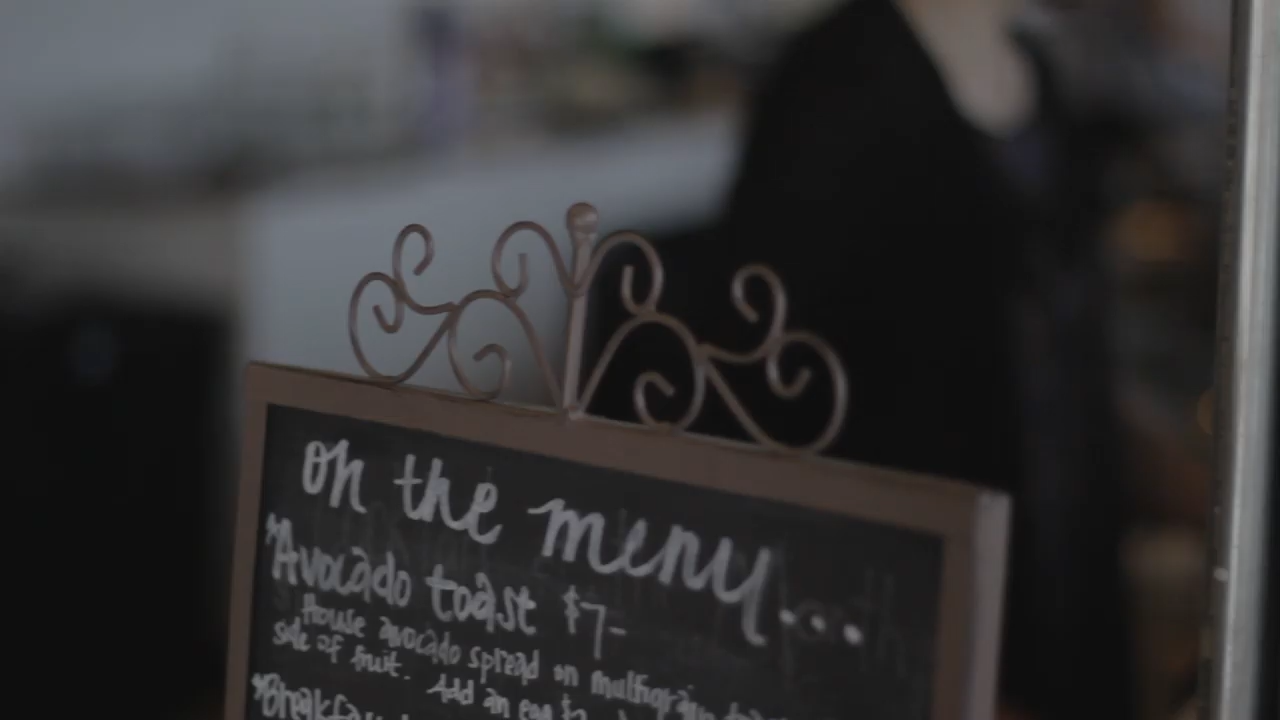 on the menu...
*Avocado toast $7-
House avocado spread on multigrain
side of fruit. Add an egg